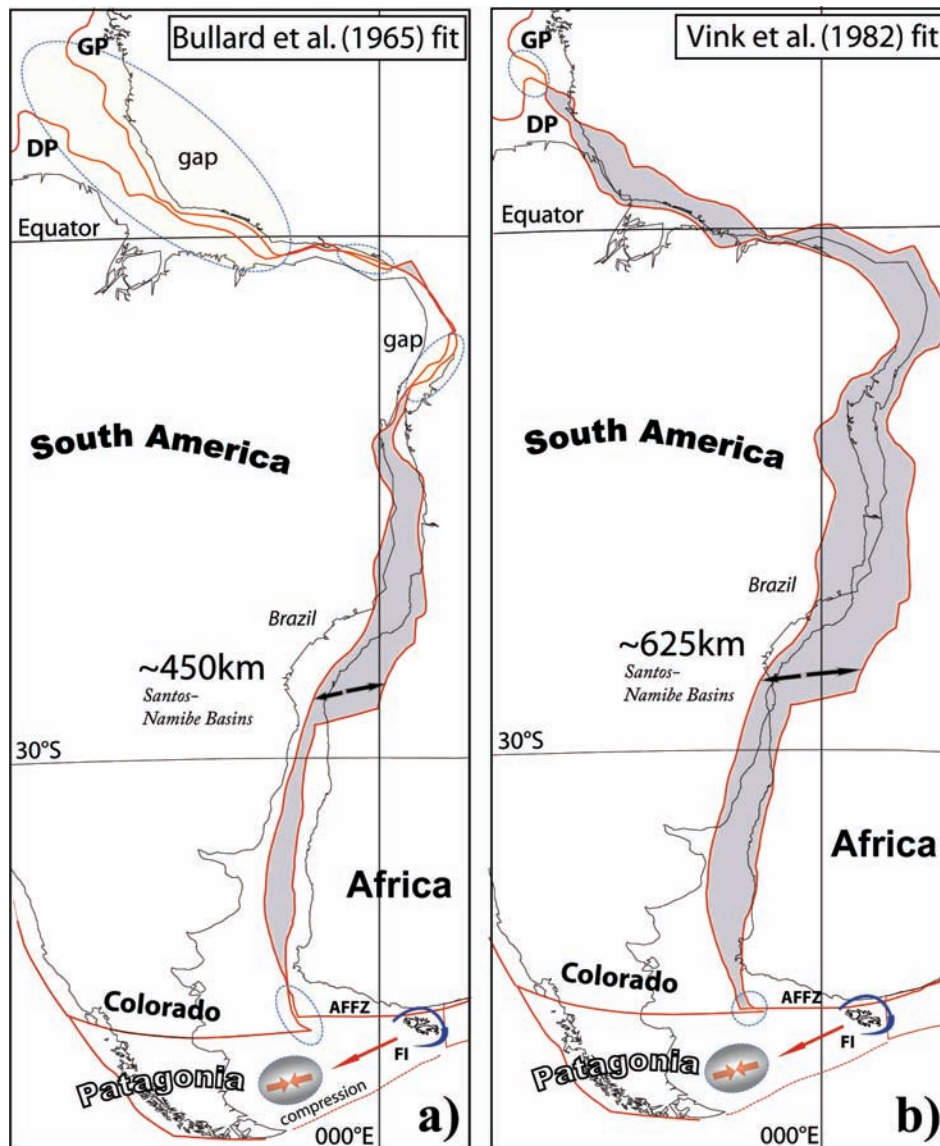 Bullard et al. (1965) fit
GP
DP
gap
Equator
gap
South America
Brazil
~450km
Santos–
Namibe Basins
30°S
Africa
Colorado
AFFZ
FI
Patagonia
compression
000°E
a)
Vink et al. (1982) fit
GP
DP
Equator
South America
Brazil
~625km
Santos–
Namibe Basins
30°S
Africa
Colorado
AFFZ
FI
Patagonia
000°E
b)